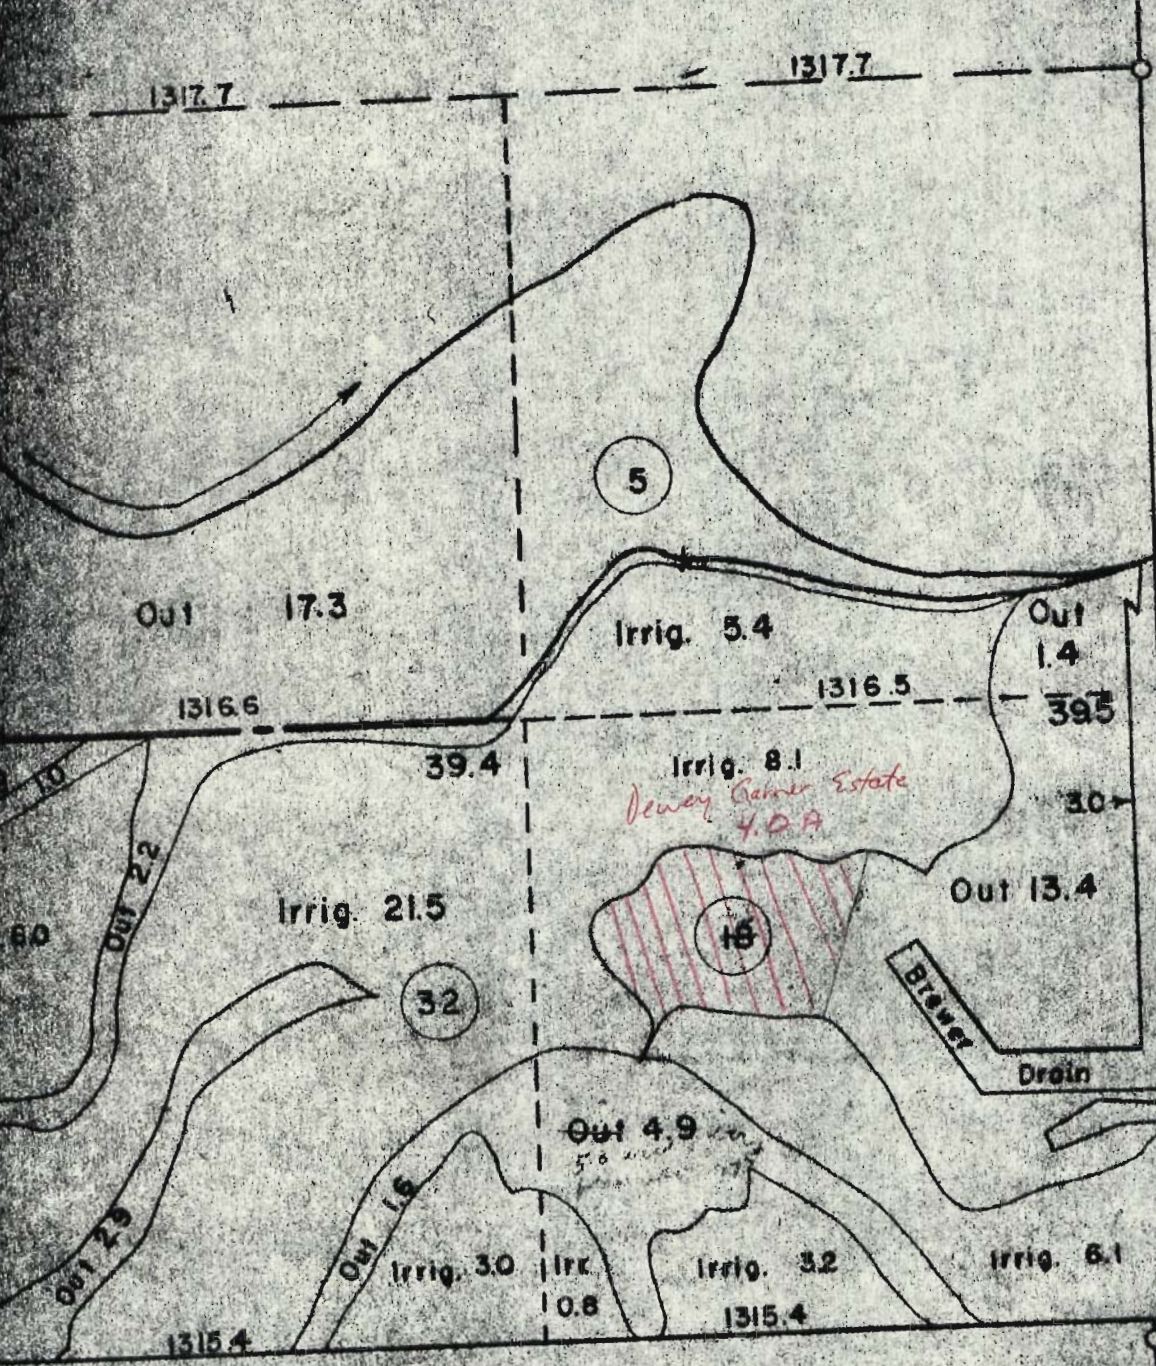 1317.7
1317.7
5
Out 17.3
Irrig. 5.4
Out
1.4
1316.6
1316.5
39.5
39.4
1.0
Irrig. 8.1
Dewey Garner Estate
4.0 A
3.0
Out 2.2
Irrig. 21.5
Out 13.4
6.0
32
Brewer
Drain
Out 4.9
5.0
Out 1.6
Out 2.9
Irrig. 3.0
Irr.
0.8
Irrig. 3.2
Irrig. 6.1
1315.4
1315.4